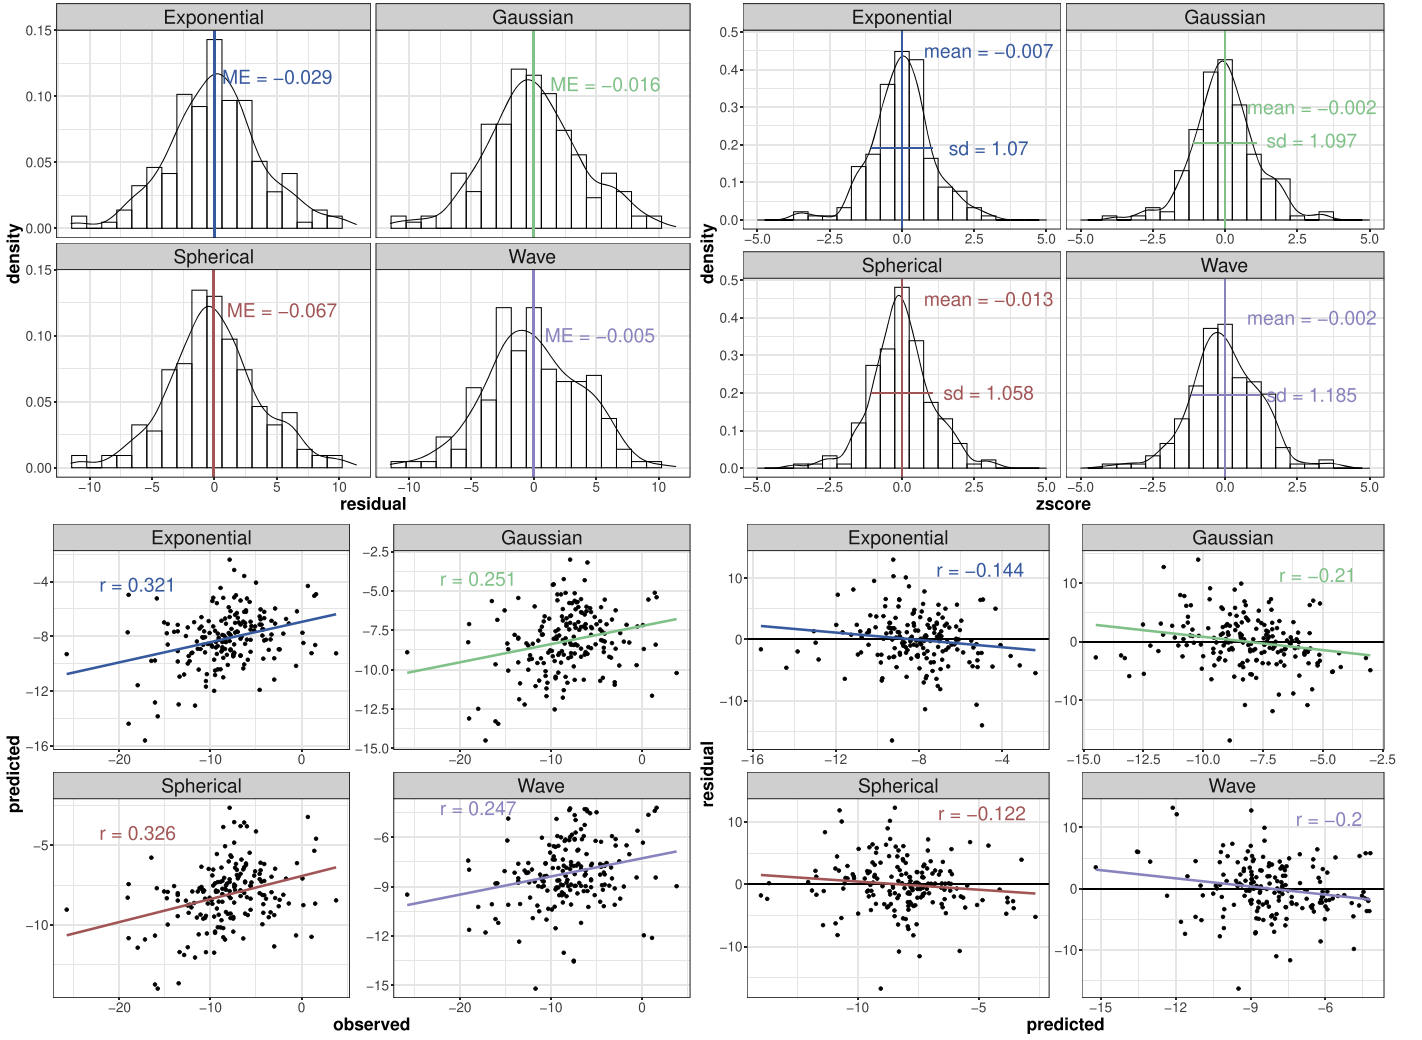 Exponential
Gaussian
0.15
0.10
0.05
0.00
ME = −0.029
ME = −0.016
Spherical
Wave
0.15
0.10
0.05
0.00
ME = −0.067
ME = −0.005
−10 −5 0 5 10
−10 −5 0 5 10
density
residual
Exponential
Gaussian
0.5
0.4
0.3
0.2
0.1
0.0
mean = −0.007
sd = 1.07
mean = −0.002
sd = 1.097
−5.0 −2.5 0.0 2.5 5.0
−5.0 −2.5 0.0 2.5 5.0
Spherical
Wave
0.5
0.4
0.3
0.2
0.1
0.0
mean = −0.013
sd = 1.058
mean = −0.002
sd = 1.185
−5.0 −2.5 0.0 2.5 5.0
−5.0 −2.5 0.0 2.5 5.0
density
zscore
Exponential
Gaussian
−4
−8
−12
−16
r = 0.321
−2.5
−5.0
−7.5
−10.0
−12.5
−15.0
r = 0.251
−20 −10 0
−20 −10 0
Spherical
Wave
−5
−10
r = 0.326
−6
−9
−12
−15
r = 0.247
−20 −10 0
−20 −10 0
predicted
observed
Exponential
Gaussian
10
0
−10
r = −0.144
10
0
−10
r = −0.21
−16 −12 −8 −4
−15.0 −12.5 −10.0 −7.5 −5.0 −2.5
Spherical
Wave
10
0
−10
r = −0.122
10
0
−10
r = −0.2
−10 −5
−15 −12 −9 −6
residual
predicted